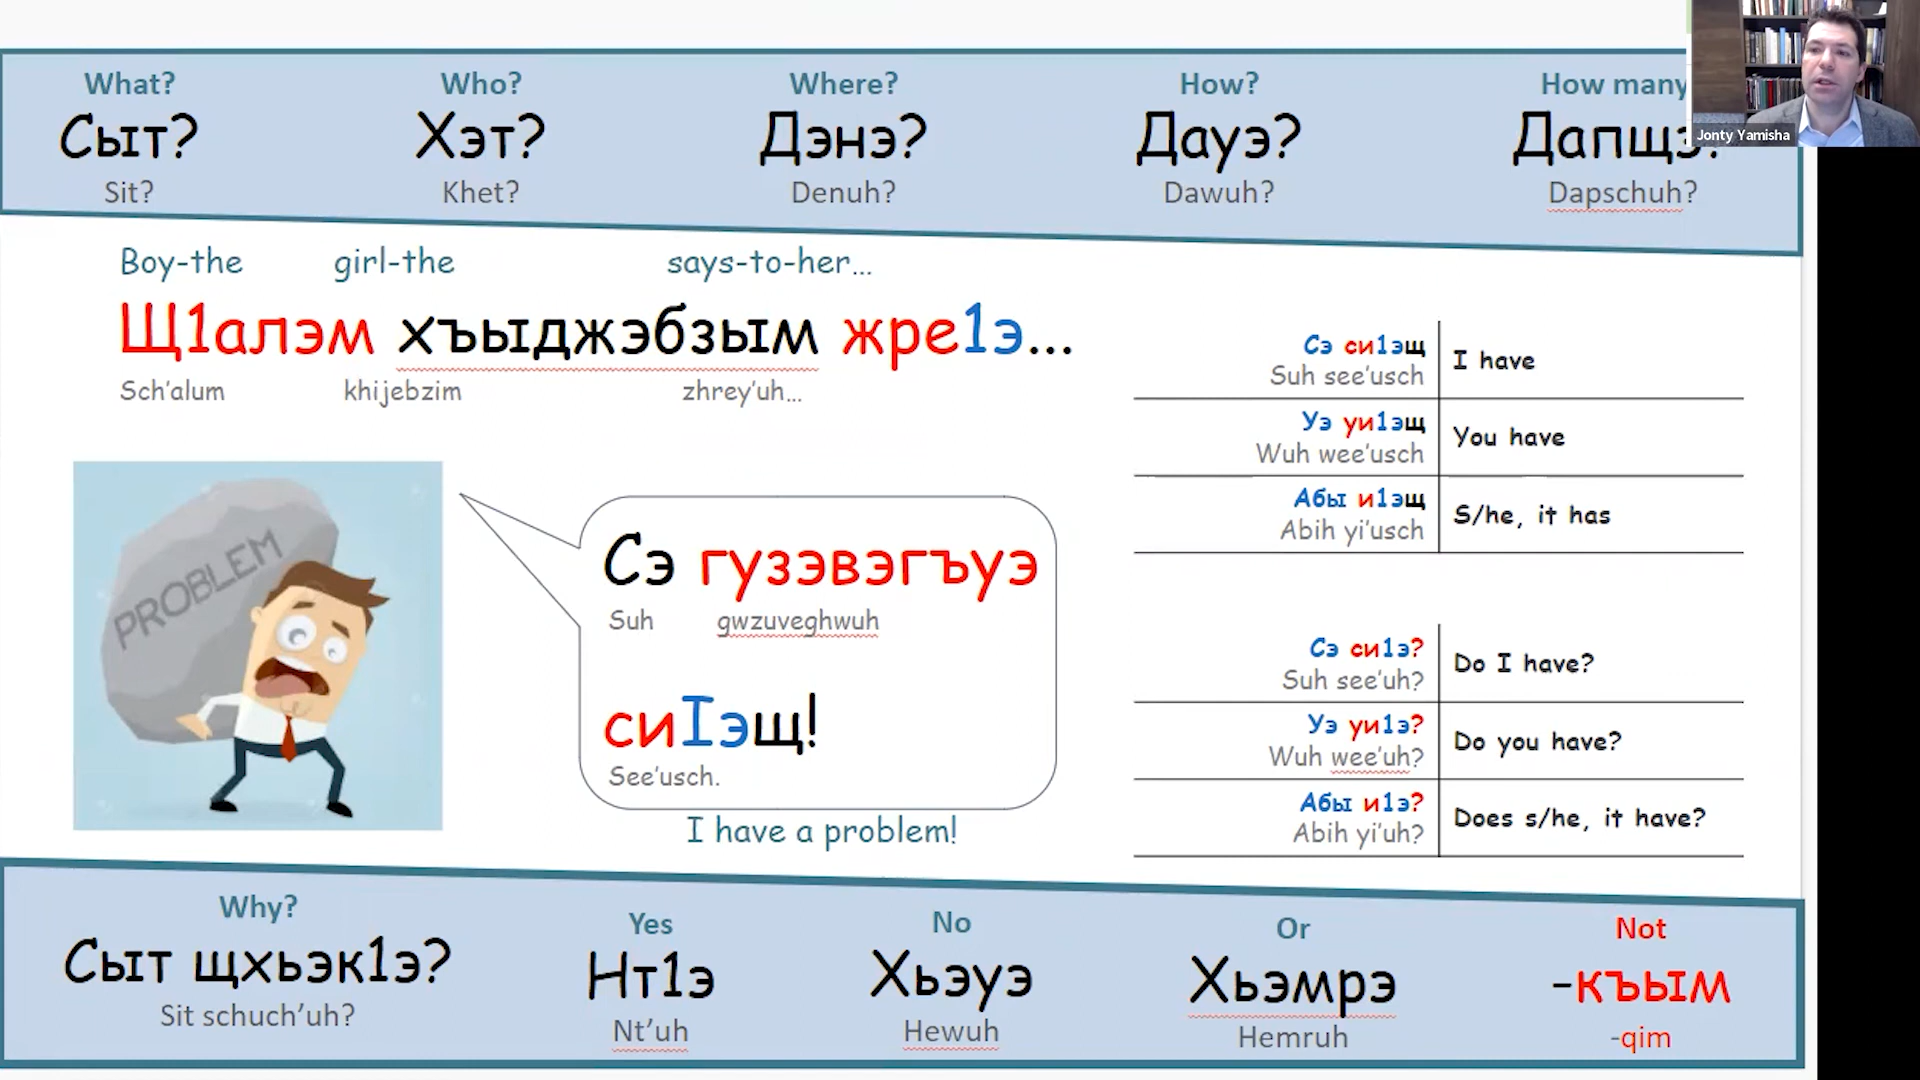 What? Who? Where? How? How many
Сыт? Хэт? Дэнэ? Дауэ? Дапщэ?
Sit? Khet? Denuh? Dawuh? Dapschuh?
Jonty Yamisha
Boy-the girl-the says-to-her…
Щ1алэм хъыджэбзым жре1э...
Sch'alum khijebzim zhrey'uh…
PROBLEM
Сэ гузэвэгъуэ
Suh gwzuveghwuh
сиIэщ!
See'usch.
I have a problem!
Сэ си1эщ
Suh see'usch
I have
Уэ уи1эщ
Wuh wee'usch
You have
Абы и1эщ
Abih yi'usch
S/he, it has
Сэ си1э?
Suh see'uh?
Do I have?
Уэ уи1э?
Wuh wee'uh?
Do you have?
Абы и1э?
Abih yi'uh?
Does s/he, it have?
Why? Yes No Or Not
Сыт щхьэк1э? Нт1э Хьэуэ Хьэмрэ -къым
Sit schuch'uh? Nt'uh Hewuh Hemruh -qim